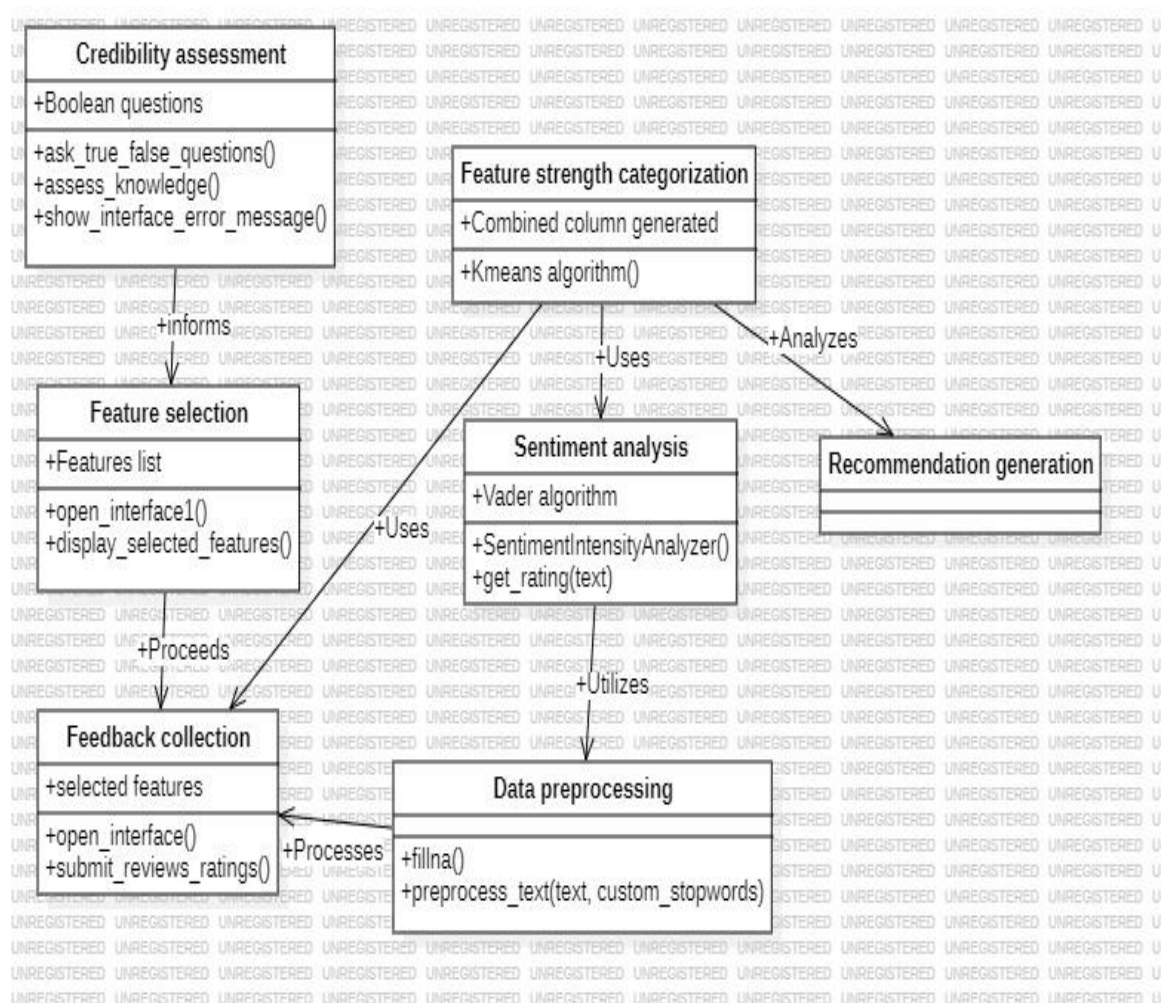 Credibility assessment
+Boolean questions
+ask_true_false_questions()
+assess_knowledge()
+show_interface_error_message()
+informs
Feature selection
+Features list
+open_interface1()
+display_selected_features()
+Proceeds
Feedback collection
+selected features
+open_interface()
+submit_reviews_ratings()
Feature strength categorization
+Combined column generated
+Kmeans algorithm()
+Uses
+Uses
+Analyzes
Sentiment analysis
+Vader algorithm
+SentimentIntensityAnalyzer()
+get_rating(text)
+Utilizes
Recommendation generation
Data preprocessing
+fillna()
+preprocess_text(text, custom_stopwords)
+Processes
UNREGISTERED